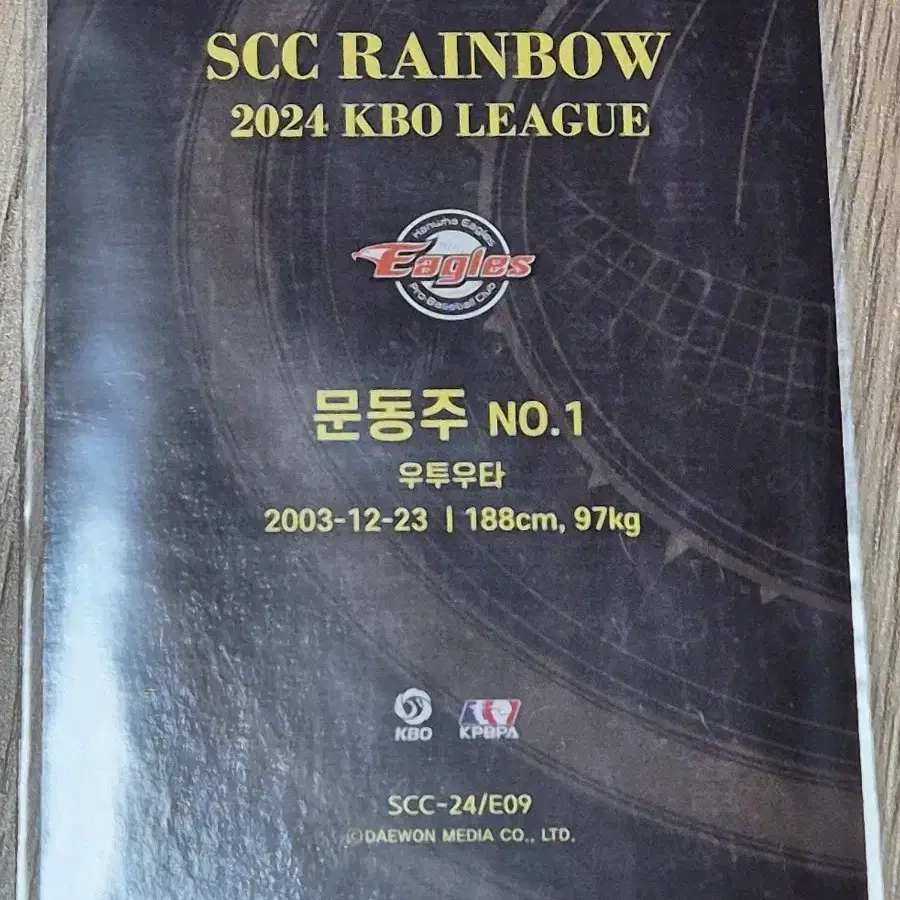 SCC RAINBOW
2024 KBO LEAGUE
Hanwha Eagles
Eagles
Pro Baseball Club
문동주 NO.1
우투우타
2003-12-23 | 188cm, 97kg
KBO
KPBPA
SCC-24/E09
©DAEWON MEDIA CO., LTD.